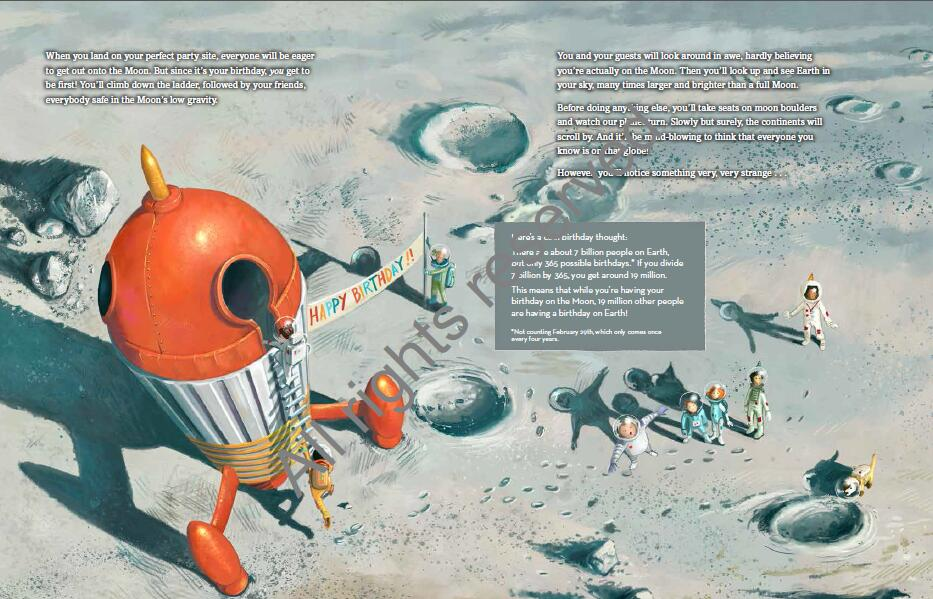 When you land on your perfect party site, everyone will be eager
to get out onto the Moon. But since it's your birthday, you get to
be first! You'll climb down the ladder, followed by your friends,
everybody safe in the Moon's low gravity.
HAPPY BIRTHDAY!!
You and your guests will look around in awe, hardly believing
you're actually on the Moon. Then you'll look up and see Earth in
your sky, many times larger and brighter than a full Moon.
Before doing anything else, you'll take seats on moon boulders
and watch our planet turn. Slowly but surely, the continents will
scroll by. And it'll be mind-blowing to think that everyone you
know is on that globe!
However, you'll notice something very, very strange . . .
Here's a birthday thought:
There are about 7 billion people on Earth,
but only 365 possible birthdays.* If you divide
7 billion by 365, you get around 19 million.
This means that while you're having your
birthday on the Moon, 19 million other people
are having a birthday on Earth!
*Not counting February 29th, which only comes once
every four years.
All rights reserved